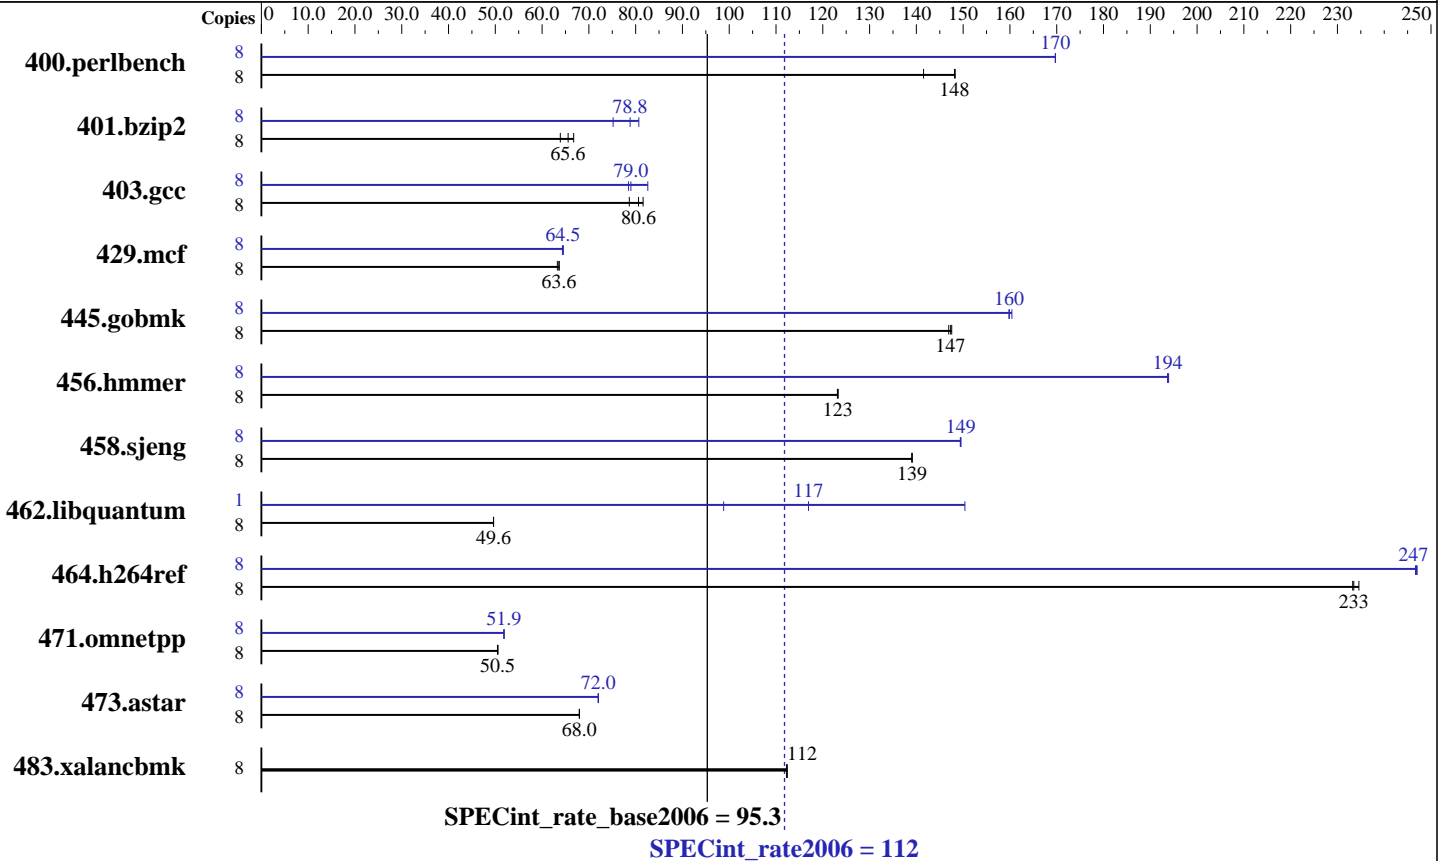 Copies 0 10.0 20.0 30.0 40.0 50.0 60.0 70.0 80.0 90.0 100 110 120 130 140 150 160 170 180 190 200 210 220 230 250
400.perlbench 8 170
8 148
401.bzip2 8 78.8
8 65.6
403.gcc 8 79.0
8 80.6
429.mcf 8 64.5
8 63.6
445.gobmk 8 160
8 147
456.hmmer 8 194
8 123
458.sjeng 8 149
8 139
462.libquantum 1 117
8 49.6
464.h264ref 8 247
8 233
471.omnetpp 8 51.9
8 50.5
473.astar 8 72.0
8 68.0
483.xalancbmk 8 112
SPECint_rate_base2006 = 95.3
SPECint_rate2006 = 112